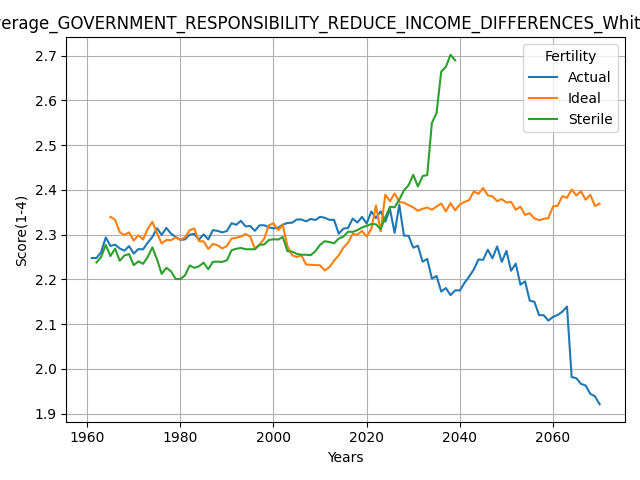 verage_GOVERNMENT_RESPONSIBILITY_REDUCE_INCOME_DIFFERENCES_Whit
Score(1-4)
2.7
2.6
2.5
2.4
2.3
2.2
2.1
2.0
1.9
Fertility
Actual
Ideal
Sterile
1960 1980 2000 2020 2040 2060
Years